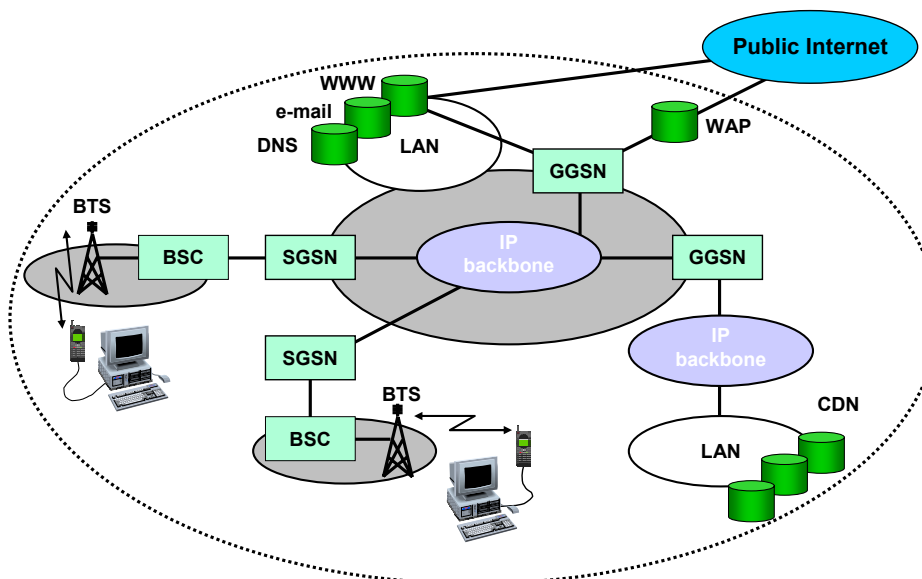 Public Internet
WWW
e-mail
DNS
LAN
WAP
GGSN
BTS
BSC
SGSN
IP
backbone
GGSN
SGSN
IP
backbone
BTS
BSC
CDN
LAN